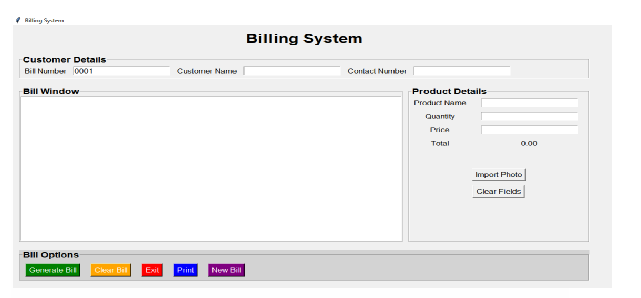 Billing System
Billing System
Customer Details
Bill Number 0001 Customer Name Contact Number
Bill Window
Product Details
Product Name
Quantity
Price
Total 0.00
Import Photo
Clear Fields
Bill Options
Generate Bill Clear Bill Exit Print New Bill